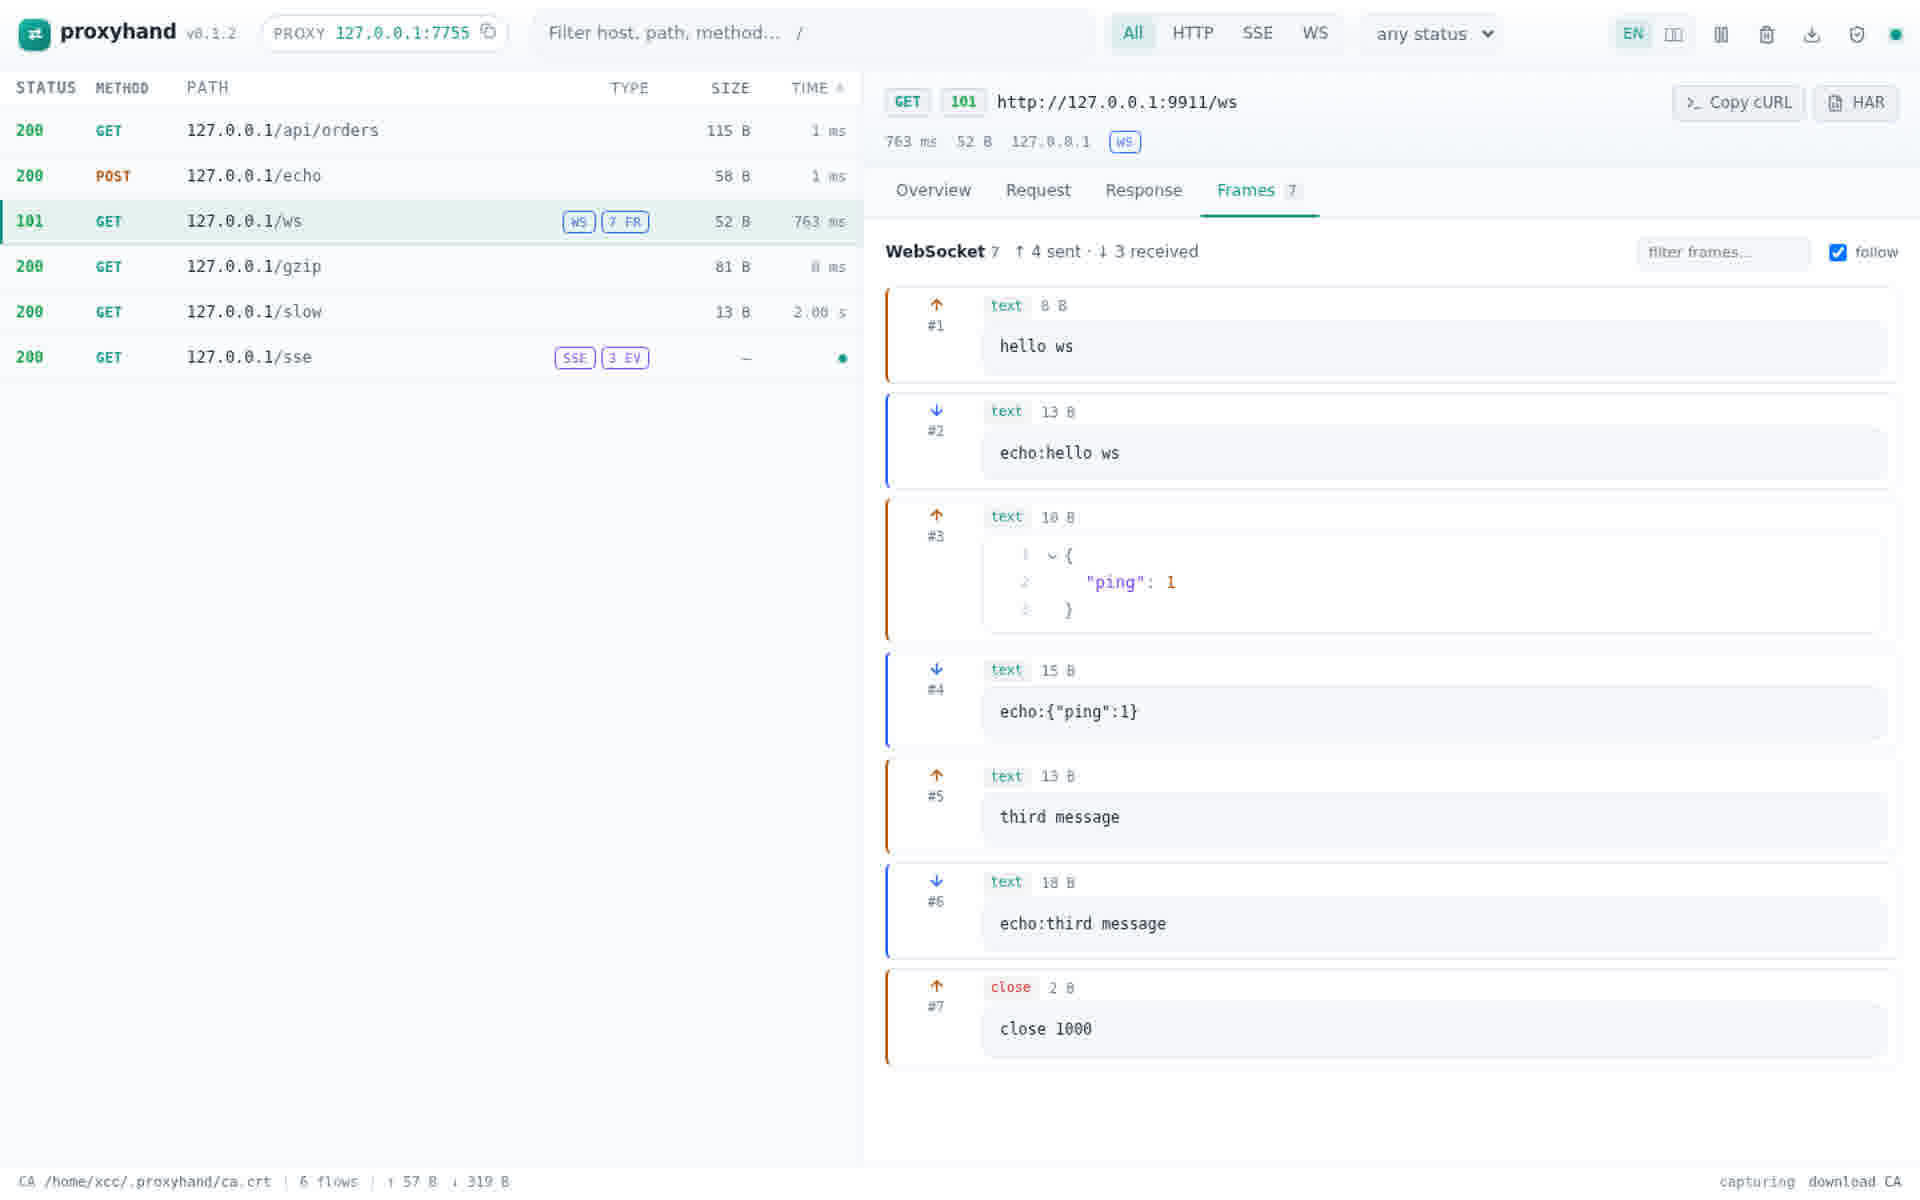 proxyhand v0.1.2 PROXY 127.0.0.1:7755 Filter host, path, method... / All HTTP SSE WS any status EN
STATUS METHOD PATH TYPE SIZE TIME
200 GET 127.0.0.1/api/orders 115 B 1 ms
200 POST 127.0.0.1/echo 58 B 1 ms
101 GET 127.0.0.1/ws WS 7 FR 52 B 763 ms
200 GET 127.0.0.1/gzip 81 B 0 ms
200 GET 127.0.0.1/slow 13 B 2.00 s
200 GET 127.0.0.1/sse SSE 3 EV —
GET 101 http://127.0.0.1:9911/ws Copy cURL HAR
763 ms 52 B 127.0.0.1 WS
Overview Request Response Frames 7
WebSocket 7 ↑ 4 sent · ↓ 3 received filter frames... follow
↑ text 8 B
#1
hello ws
↓ text 13 B
#2
echo:hello ws
↑ text 10 B
#3
1 {
2 "ping": 1
3 }
↓ text 15 B
#4
echo:{"ping":1}
↑ text 13 B
#5
third message
↓ text 18 B
#6
echo:third message
↑ close 2 B
#7
close 1000
CA /home/xcc/.proxyhand/ca.crt | 6 flows | ↑ 57 B ↓ 319 B capturing download CA